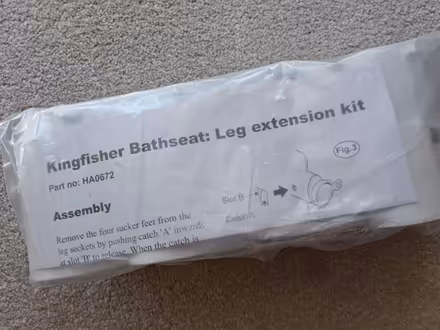 Kingfisher Bathseat: Leg extension kit
Part no: HA0672
Fig.3
Slot B
Assembly
Remove the four sucker feet from the
leg sockets by pushing catch 'A' inwards
at slot 'B' to release. When the catch is